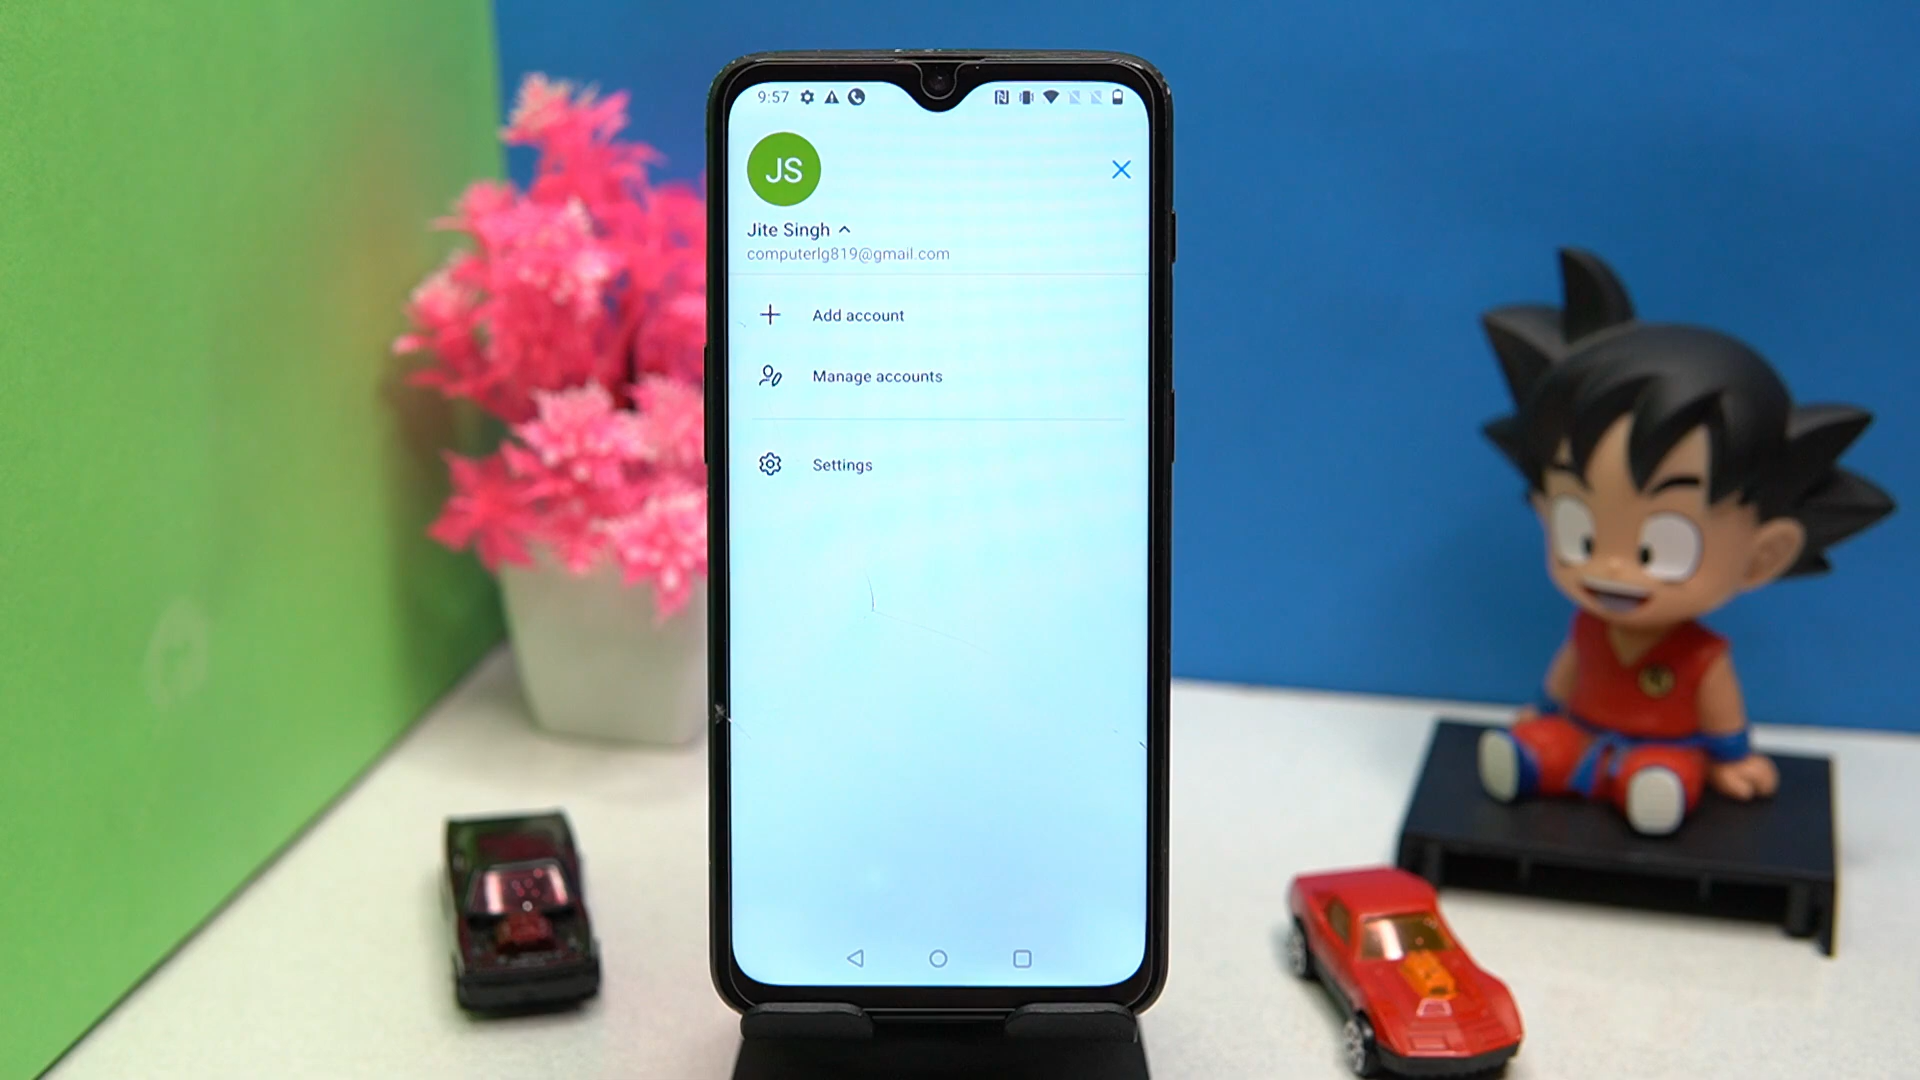 9:57
JS
Jite Singh
computerlg819@gmail.com
Add account
Manage accounts
Settings